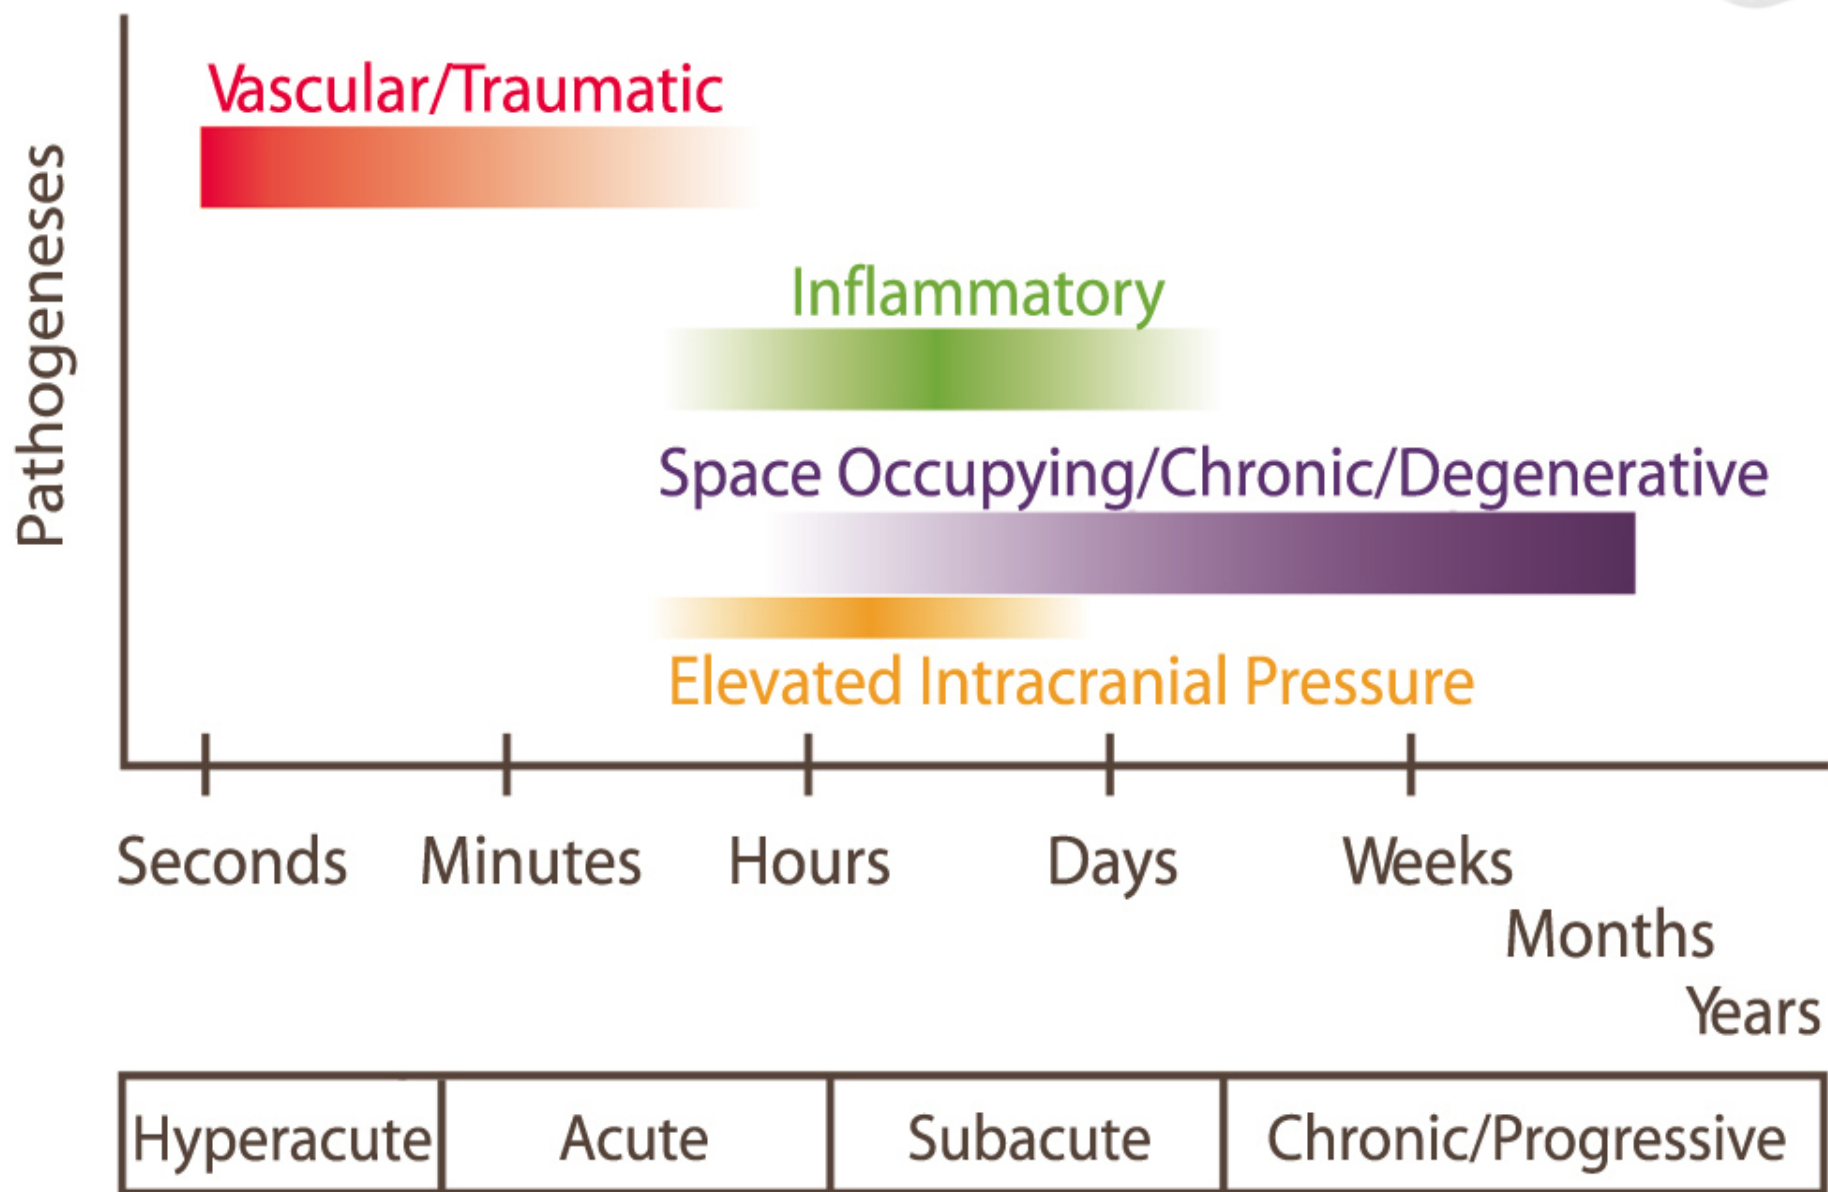 Pathogeneses
Vascular/Traumatic
Inflammatory
Space Occupying/Chronic/Degenerative
Elevated Intracranial Pressure
Seconds Minutes Hours Days Weeks
Months
Years
Hyperacute Acute Subacute Chronic/Progressive